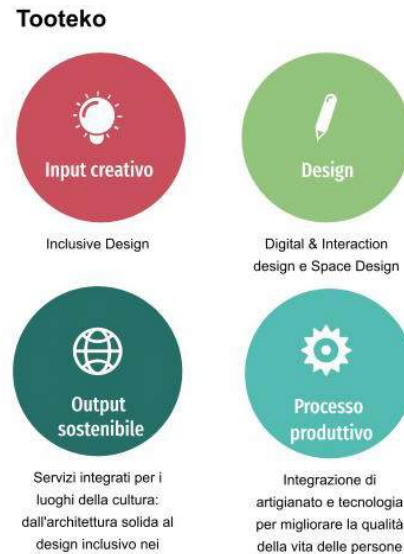 Tooteko
Input creativo
Inclusive Design
Design
Digital & Interaction
design e Space Design
Output
sostenibile
Servizi integrati per i
luoghi della cultura:
dall'architettura solida al
design inclusivo nei
Processo
produttivo
Integrazione di
artigianato e tecnologia
per migliorare la qualità
della vita delle persone